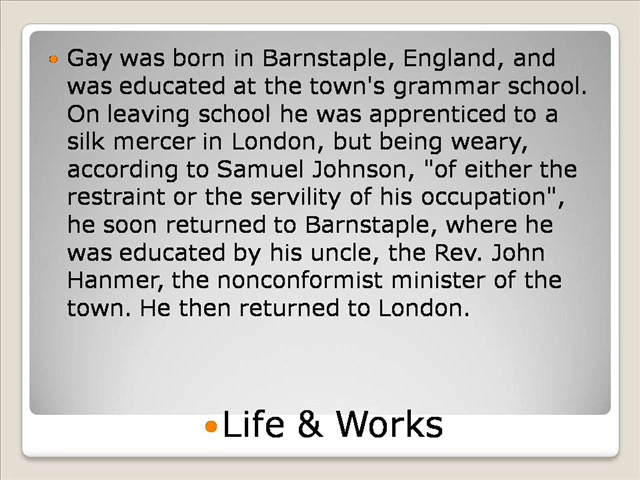 Gay was born in Barnstaple, England, and
was educated at the town's grammar school.
On leaving school he was apprenticed to a
silk mercer in London, but being weary,
according to Samuel Johnson, "of either the
restraint or the servility of his occupation",
he soon returned to Barnstaple, where he
was educated by his uncle, the Rev. John
Hanmer, the nonconformist minister of the
town. He then returned to London.
Life & Works